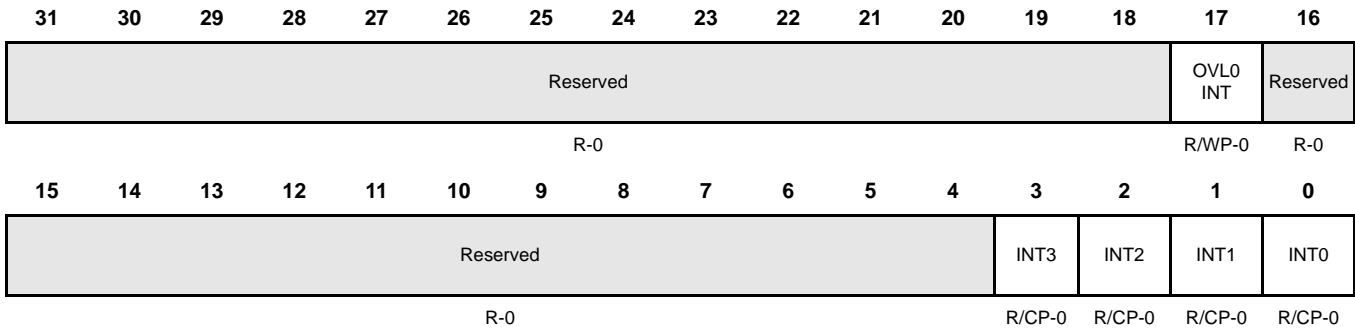 31 30 29 28 27 26 25 24 23 22 21 20 19 18 17 16
Reserved OVL0 INT Reserved
R-0 R/WP-0 R-0
15 14 13 12 11 10 9 8 7 6 5 4 3 2 1 0
Reserved INT3 INT2 INT1 INT0
R-0 R/CP-0 R/CP-0 R/CP-0 R/CP-0